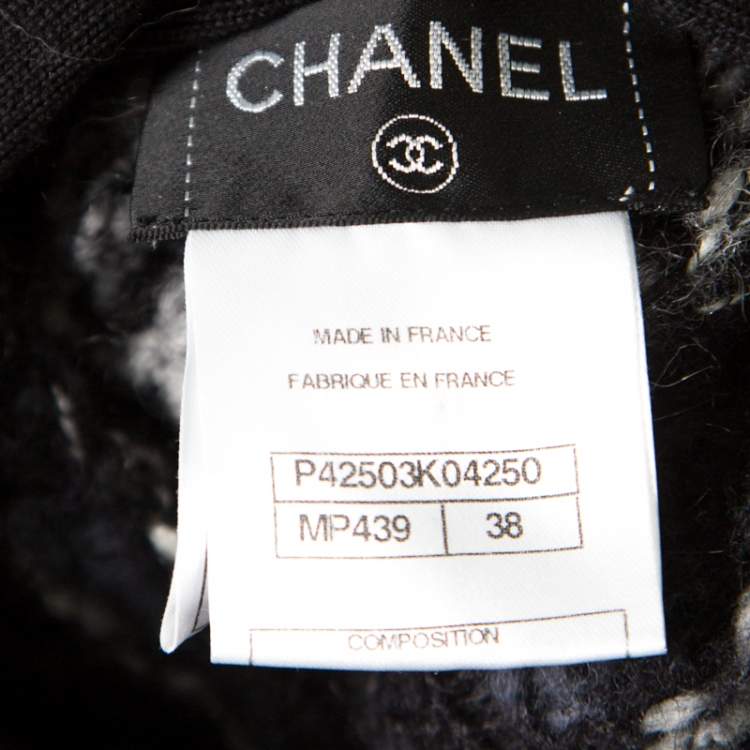 CHANEL
MADE IN FRANCE
FABRIQUE EN FRANCE
P42503K04250
MP439 38
COMPOSITION